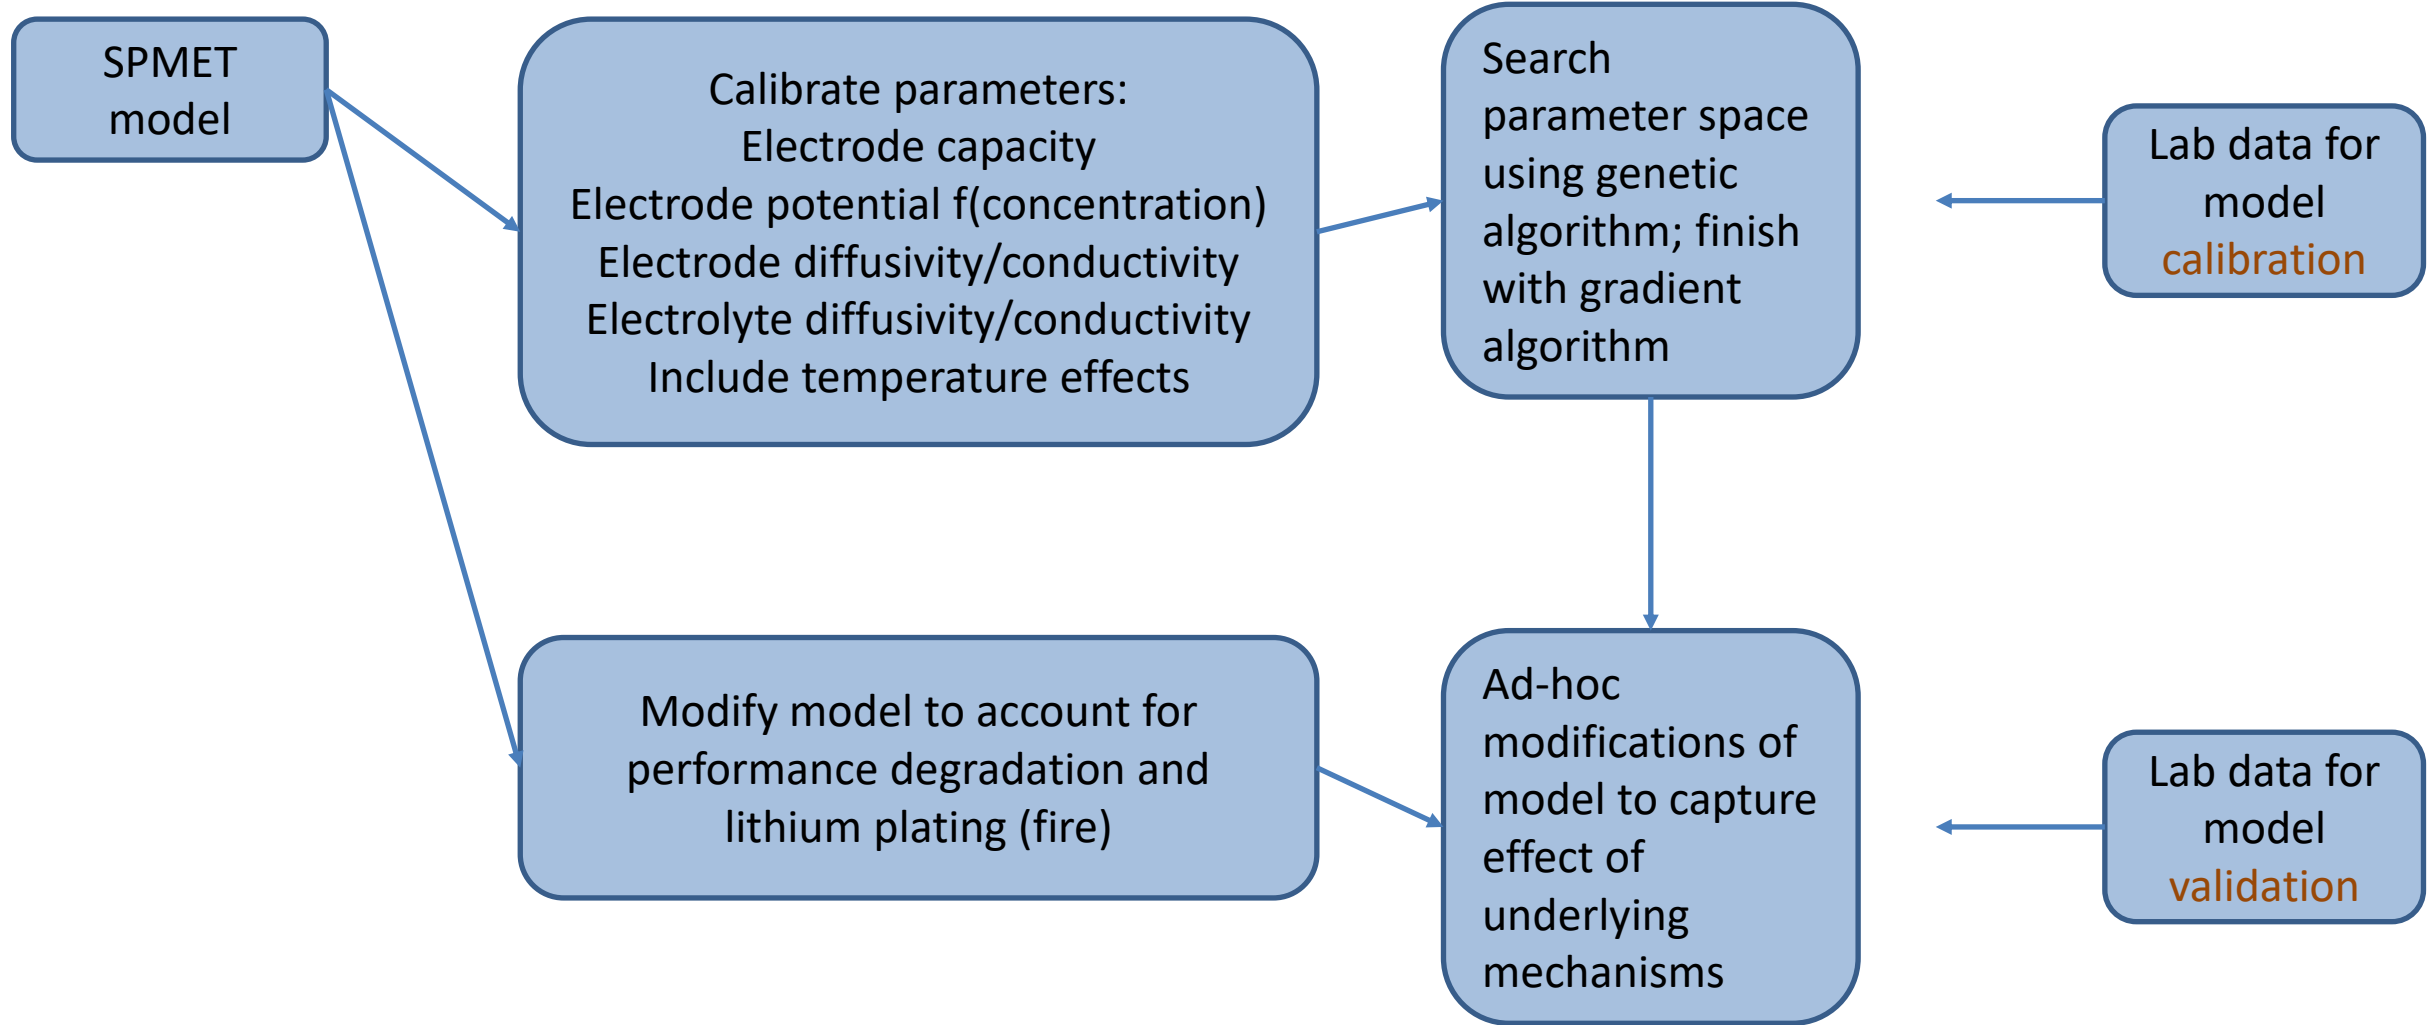 SPMET
model
Calibrate parameters:
Electrode capacity
Electrode potential f(concentration)
Electrode diffusivity/conductivity
Electrolyte diffusivity/conductivity
Include temperature effects
Search
parameter space
using genetic
algorithm; finish
with gradient
algorithm
Lab data for
model
calibration
Modify model to account for
performance degradation and
lithium plating (fire)
Ad-hoc
modifications of
model to capture
effect of
underlying
mechanisms
Lab data for
model
validation